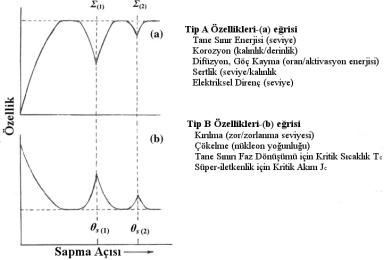 Σ(1)
Σ(2)
(a)
Özellik
(b)
θs (1)
θs (2)
Sapma Açısı
Tip A Özellikleri-(a) eğrisi
Tane Sınır Enerjisi (seviye)
Korozyon (kalınlık/derinlik)
Difüzyon, Göç Kayma (oran/aktivasyon enerjisi)
Sertlik (seviye/kalınlık
Elektriksel Direnç (seviye)
Tip B Özellikleri-(b) eğrisi
Kırılma (zor/zorlanma seviyesi)
Çökelme (nükleon yoğunluğu)
Tane Sınırı Faz Dönüşümü için Kritik Sıcaklık Tc
Süper-iletkenlik için Kritik Akım Jc